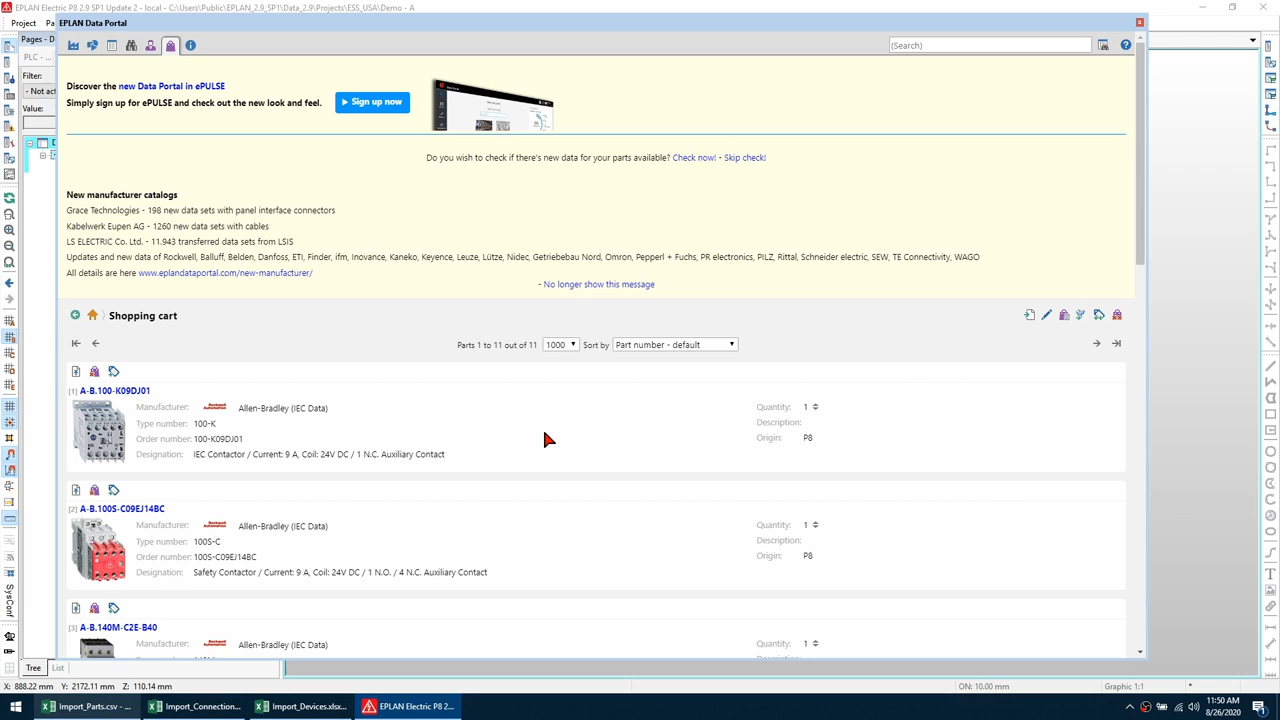 EPLAN Electric P8 2.9 SP1 Update 2 - local - C:\Users\Public\EPLAN_2.9_SP1\Data_2.9\Projects\ESS_USA\Demo - A
Project
EPLAN Data Portal
Pages - D
PLC - ...
Filter:
- Not act
Value:
(Search)
Discover the new Data Portal in ePULSE
Simply sign up for ePULSE and check out the new look and feel.
Sign up now
Do you wish to check if there's new data for your parts available? Check now! - Skip check!
New manufacturer catalogs
Grace Technologies - 198 new data sets with panel interface connectors
Kabelwerk Eupen AG - 1260 new data sets with cables
LS ELECTRIC Co. Ltd. - 11.943 transferred data sets from LSIS
Updates and new data of Rockwell, Balluff, Belden, Danfoss, ETI, Finder, ifm, Inovance, Kaneko, Keyence, Leuze, Lütze, Nidec, Getriebebau Nord, Omron, Pepperl + Fuchs, PR electronics, PILZ, Rittal, Schneider electric, SEW, TE Connectivity, WAGO
All details are here www.eplandataportal.com/new-manufacturer/
- No longer show this message
Shopping cart
Parts 1 to 11 out of 11 1000 Sort by Part number - default
[1] A-B.100-K09DJ01
Manufacturer: Rockwell Automation Allen-Bradley (IEC Data)
Quantity: 1
Type number: 100-K
Description:
Order number: 100-K09DJ01
Origin: P8
Designation: IEC Contactor / Current: 9 A, Coil: 24V DC / 1 N.C. Auxiliary Contact
[2] A-B.100S-C09EJ14BC
Manufacturer: Rockwell Automation Allen-Bradley (IEC Data)
Quantity: 1
Type number: 100S-C
Description:
Order number: 100S-C09EJ14BC
Origin: P8
Designation: Safety Contactor / Current: 9 A, Coil: 24V DC / 1 N.O. / 4 N.C. Auxiliary Contact
[3] A-B.140M-C2E-B40
Manufacturer: Rockwell Automation Allen-Bradley (IEC Data)
Quantity: 1
SysConf
Tree
List
X: 888.22 mm Y: 2172.11 mm Z: 110.14 mm
ON: 10.00 mm
Graphic 1:1
*
Import_Parts.csv - ...
Import_Connection...
Import_Devices.xlsx...
EPLAN Electric P8 2...
11:50 AM
8/26/2020
1